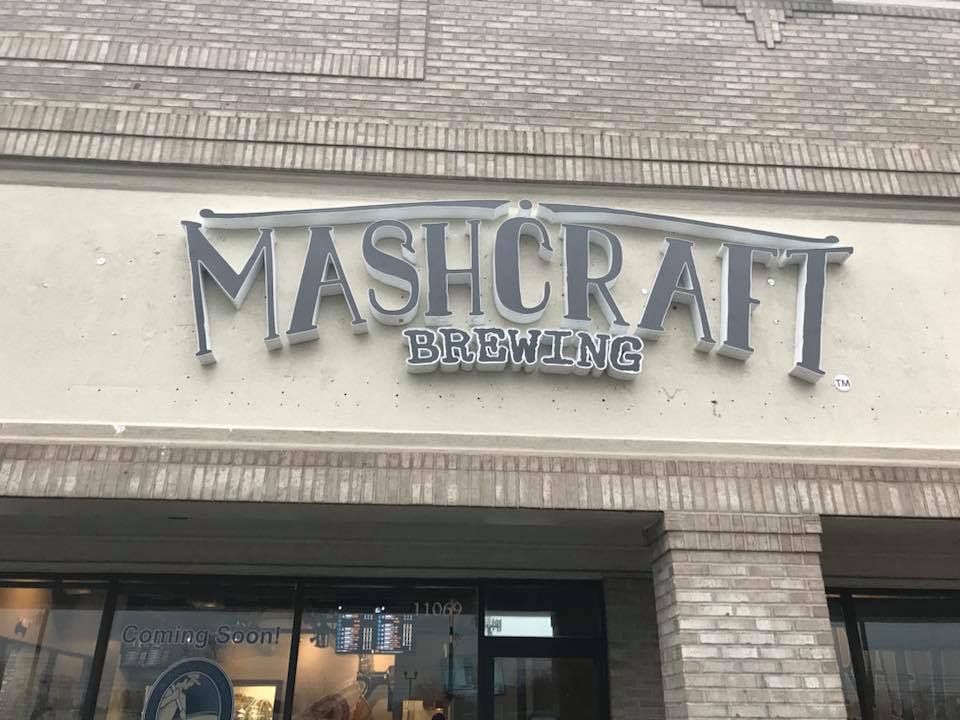 MASHCRAFT
BREWING
TM
11069
Coming Soon!